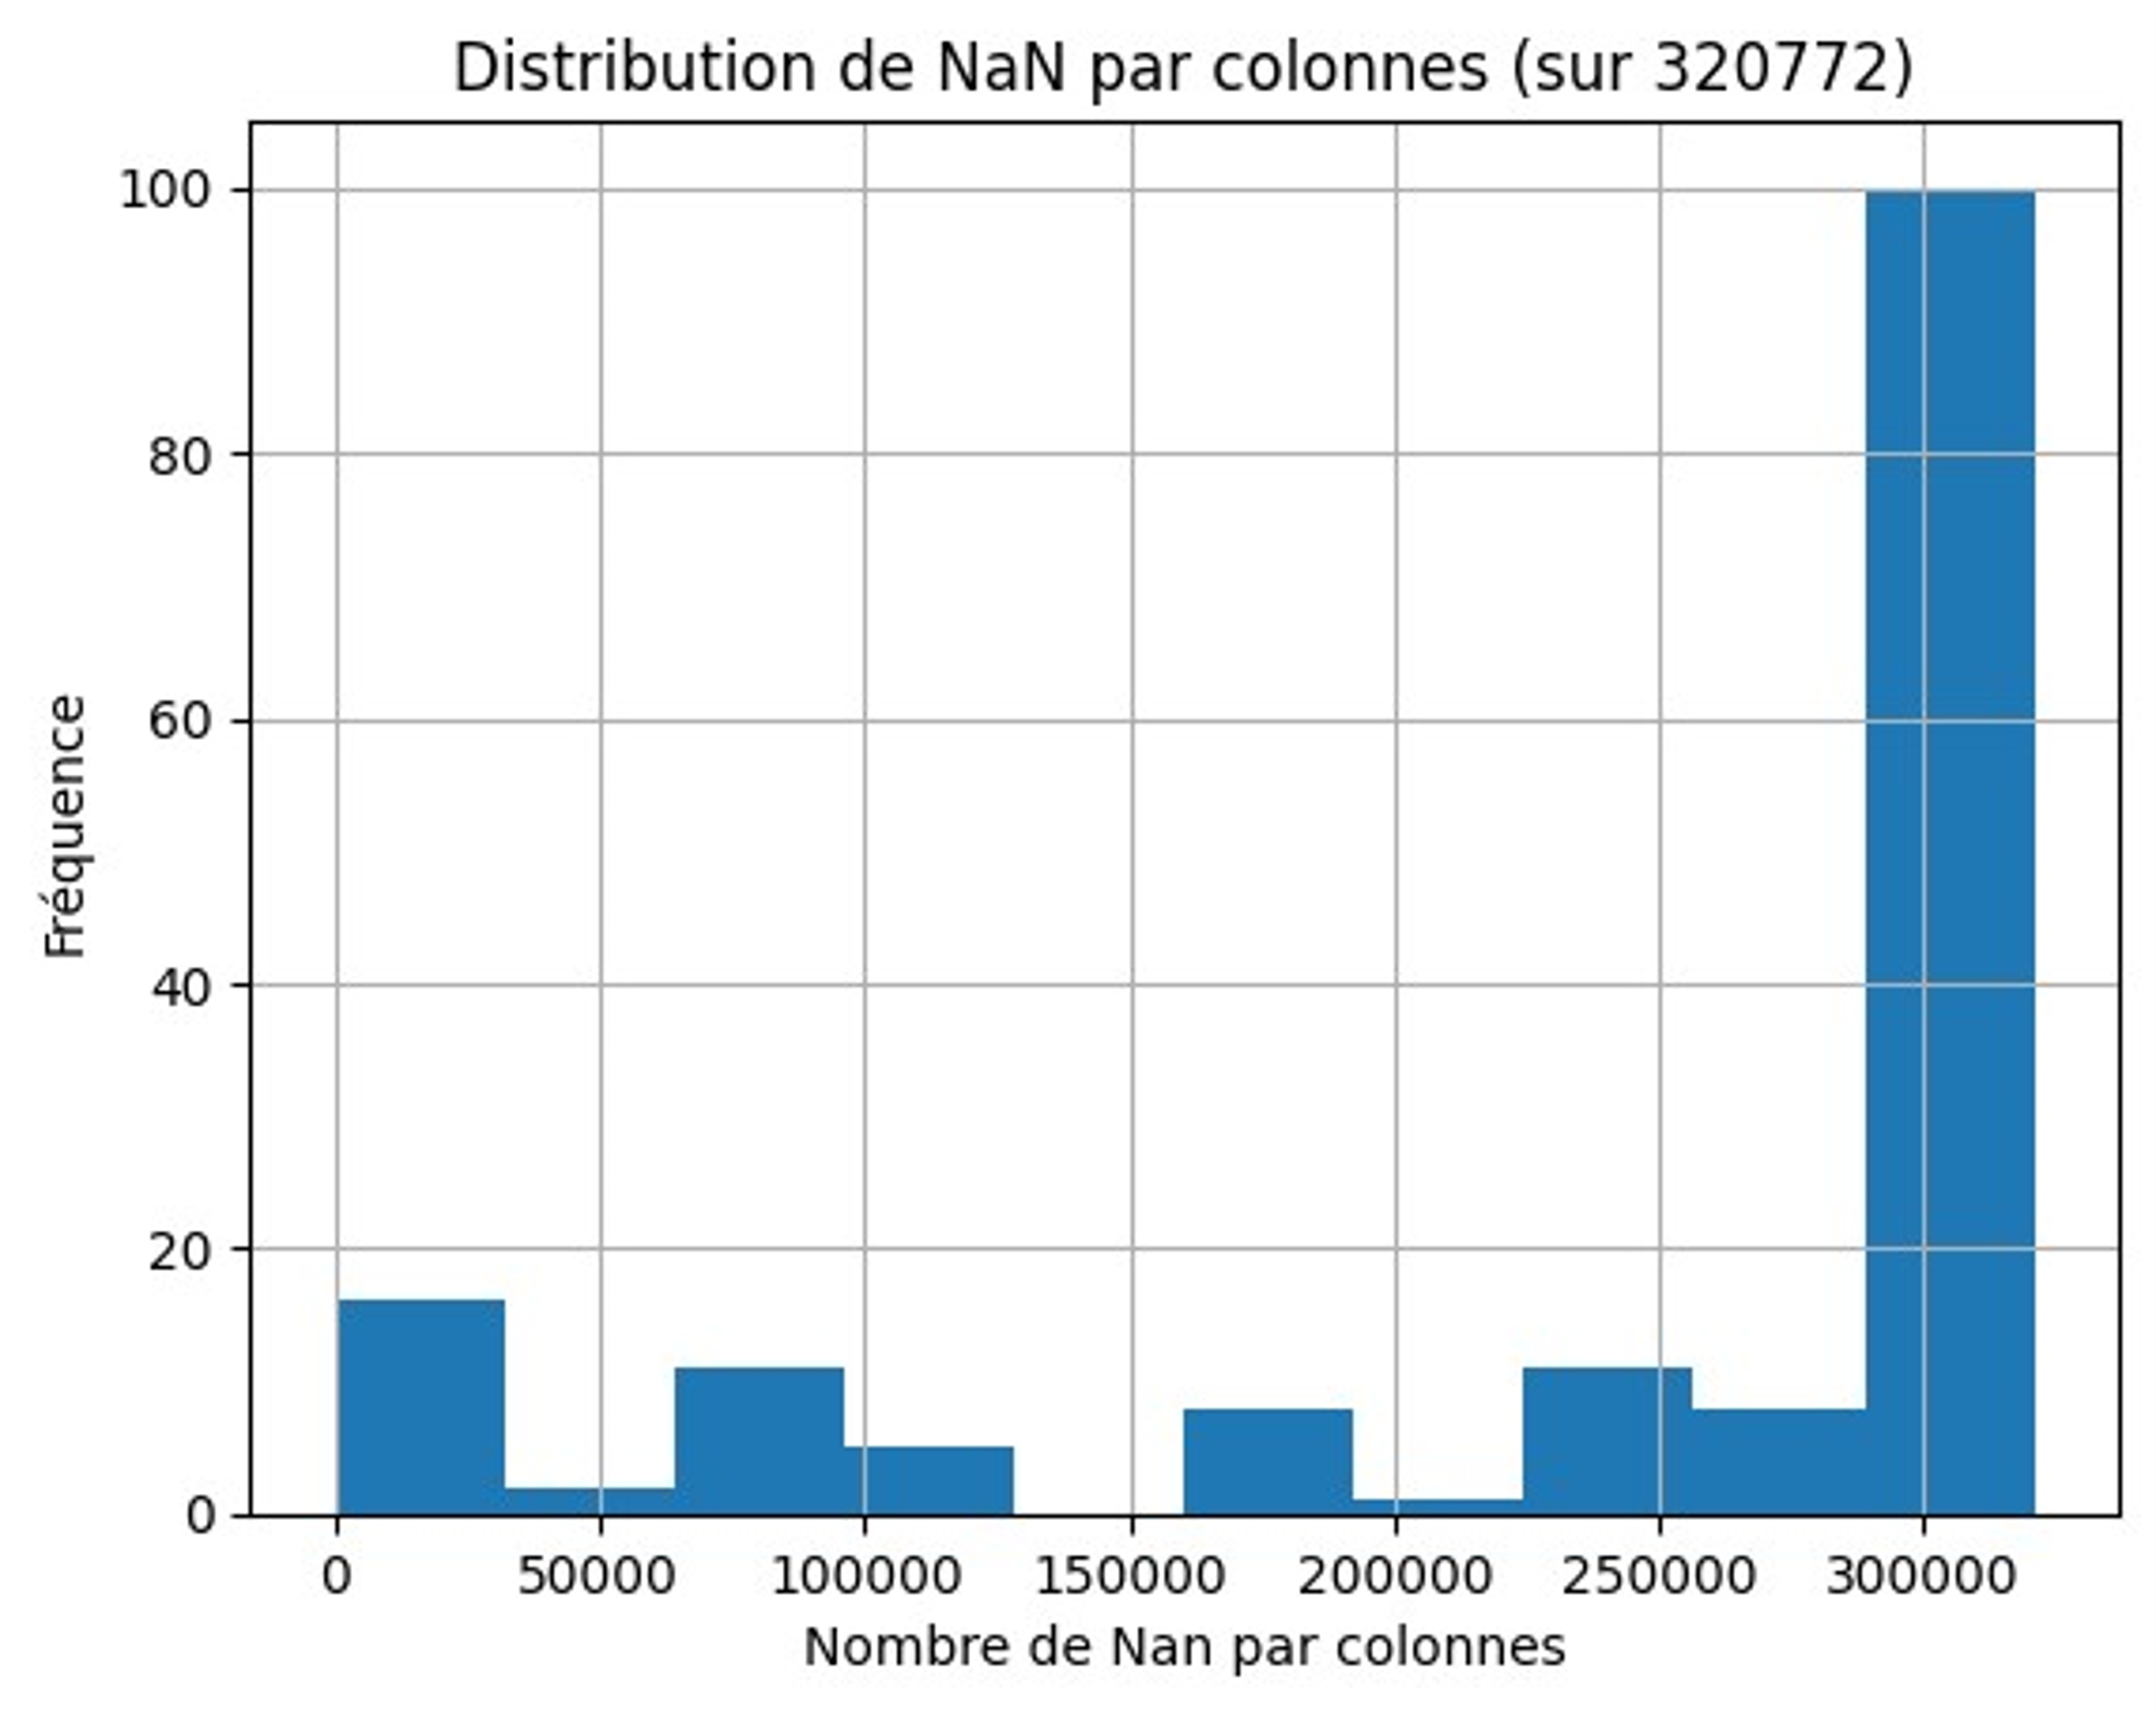 Distribution de NaN par colonnes (sur 320772)
100
80
60
40
20
0
Fréquence
0 50000 100000 150000 200000 250000 300000
Nombre de Nan par colonnes